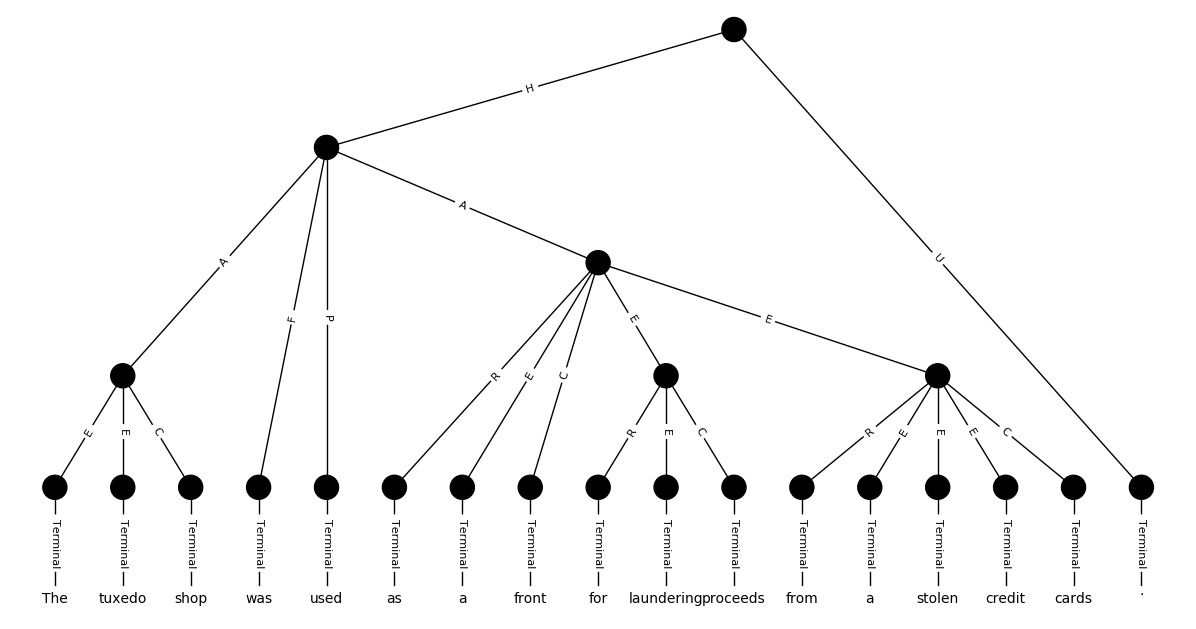 H
A
A
U
F
P
E
E
R
E
C
E
E
C
R
E
C
R
E
E
E
C
Terminal Terminal Terminal Terminal Terminal Terminal Terminal Terminal Terminal Terminal Terminal Terminal Terminal Terminal Terminal Terminal Terminal
The tuxedo shop was used as a front for laundering proceeds from a stolen credit cards .